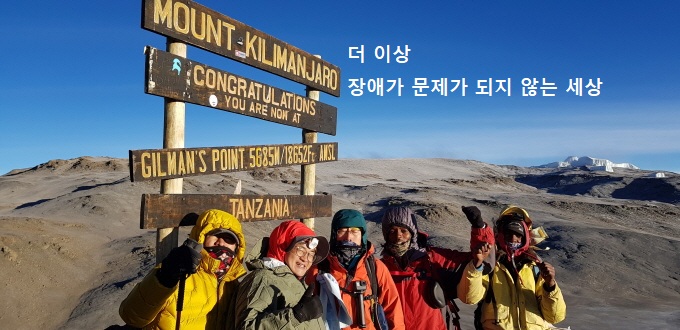 MOUNT KILIMANJARO
CONGRATULATIONS
YOU ARE NOW AT
GILMAN'S POINT 5685M/18652Ft AMSL
TANZANIA
더 이상
장애가 문제가 되지 않는 세상